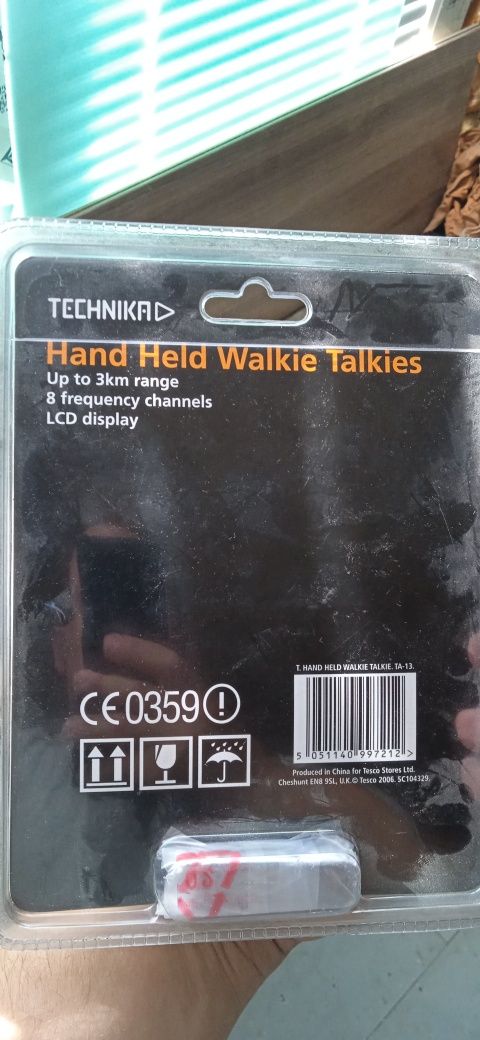 TECHNIKA
Hand Held Walkie Talkies
Up to 3km range
8 frequency channels
LCD display
T. HAND HELD WALKIE TALKIE. TA-13.
CE0359
5 051140 997212 >
Produced in China for Tesco Stores Ltd.
Cheshunt EN8 9SL, U.K.© Tesco 2006. SC104329